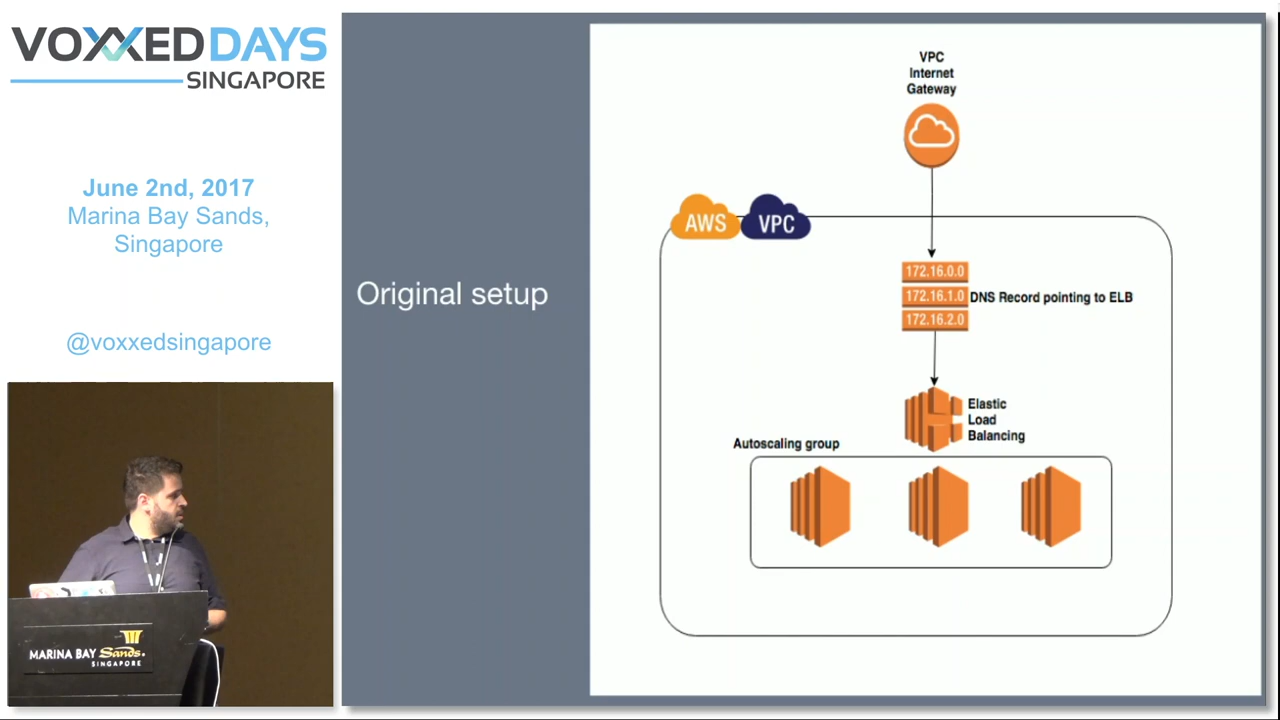 VOXXED DAYS
SINGAPORE
June 2nd, 2017
Marina Bay Sands,
Singapore
@voxxedsingapore
MARINA BAY Sands.
SINGAPORE
Original setup
VPC
Internet
Gateway
AWS
VPC
172.16.0.0
172.16.1.0
172.16.2.0
DNS Record pointing to ELB
Elastic
Load
Balancing
Autoscaling group